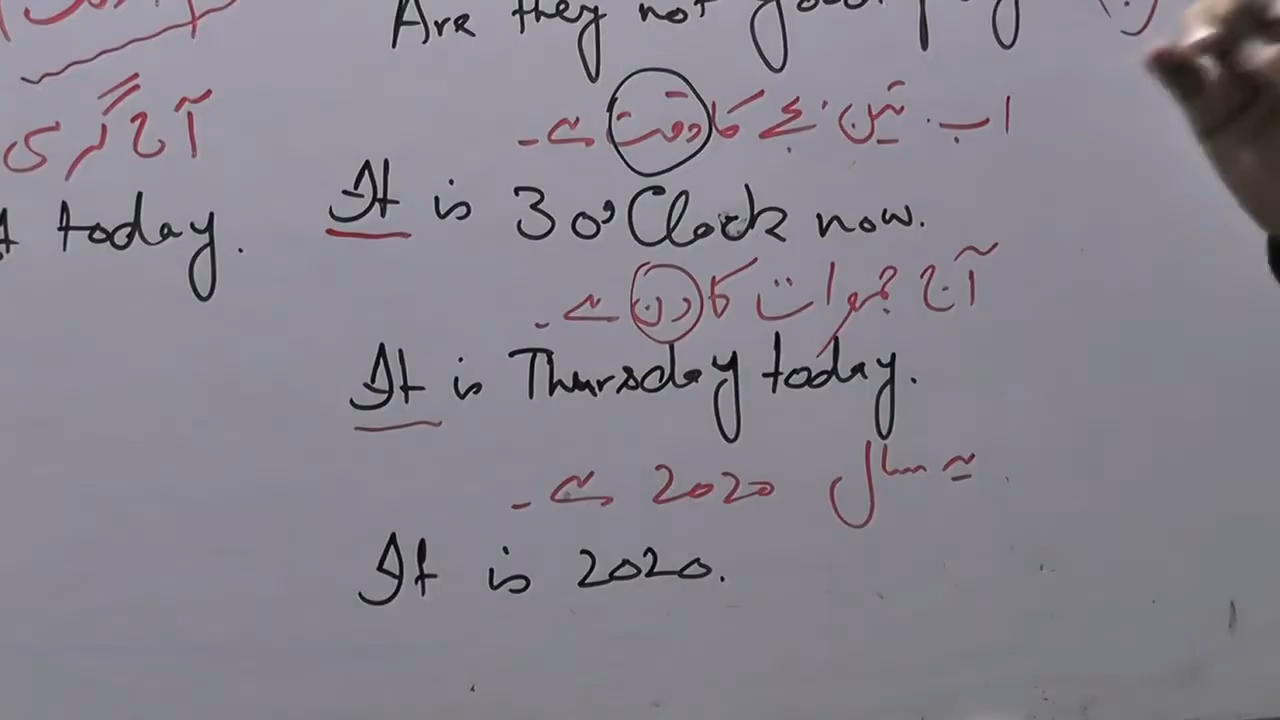 Are they not good
اب تین بجے کا وقت ہے۔
It is 3 o'Clock now.
آج جمعرات کا دن ہے۔
It is Thursday today.
یہ سال 2020 ہے۔
It is 2020.
آج گرمی
today.